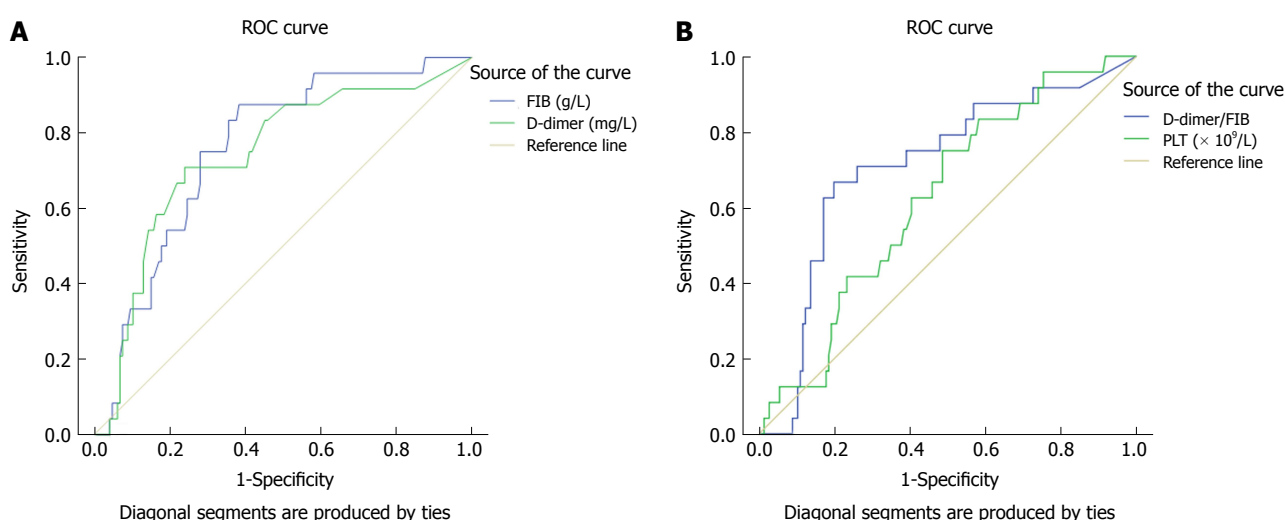 A
ROC curve
1.0
0.8
0.6
0.4
0.2
0.0
Sensitivity
0.0 0.2 0.4 0.6 0.8 1.0
1-Specificity
Diagonal segments are produced by ties
Source of the curve
FIB (g/L)
D-dimer (mg/L)
Reference line
B
ROC curve
1.0
0.8
0.6
0.4
0.2
0.0
Sensitivity
0.0 0.2 0.4 0.6 0.8 1.0
1-Specificity
Diagonal segments are produced by ties
Source of the curve
D-dimer/FIB
PLT (× 10⁹/L)
Reference line